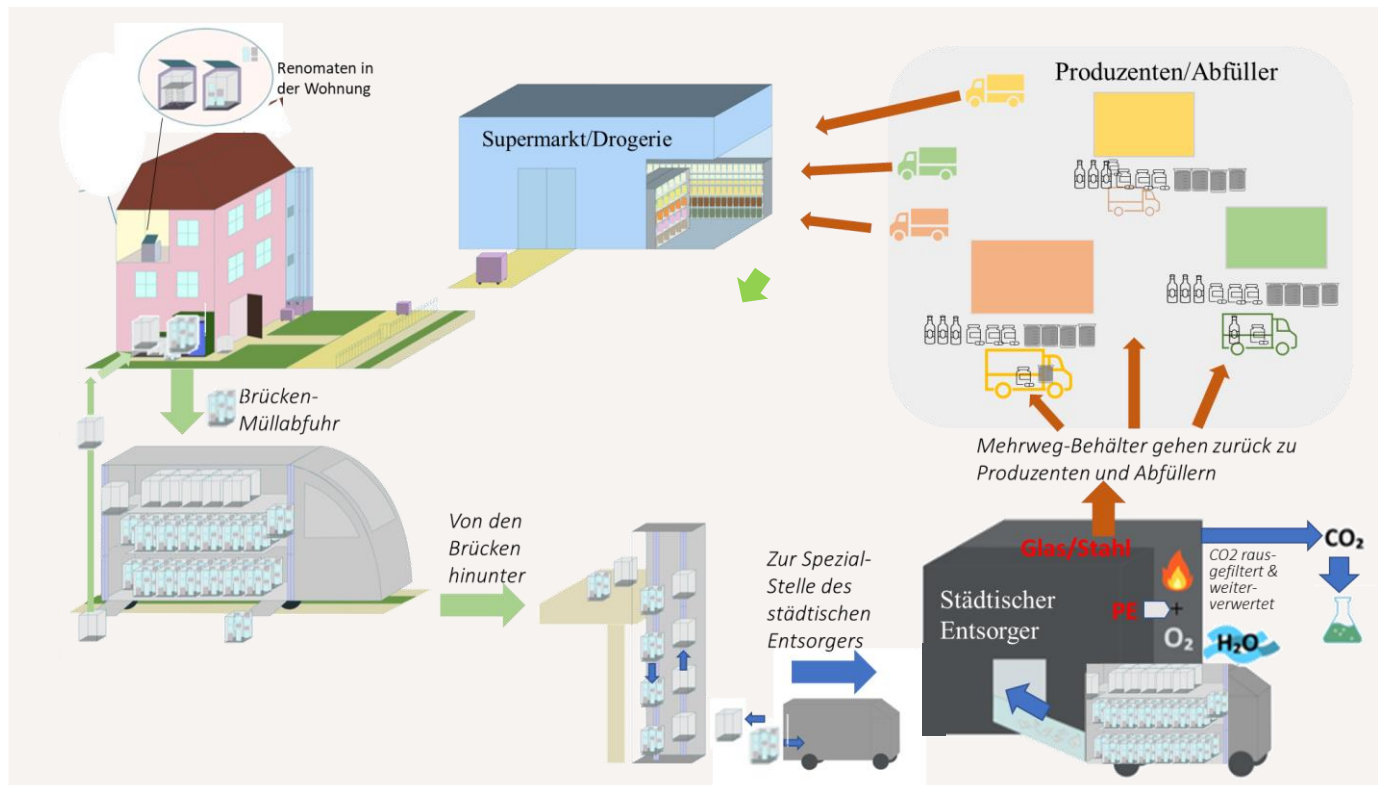 Renomaten in
der Wohnung
Supermarkt/Drogerie
Produzenten/Abfüller
Brücken-
Müllabfuhr
Mehrweg-Behälter gehen zurück zu
Produzenten und Abfüllern
Von den
Brücken
hinunter
Zur Spezial-
Stelle des
städtischen
Entsorgers
Glas/Stahl
CO₂
CO2 raus-
gefiltert &
weiter-
verwertet
Städtischer
Entsorger
PE +
O₂
H₂O